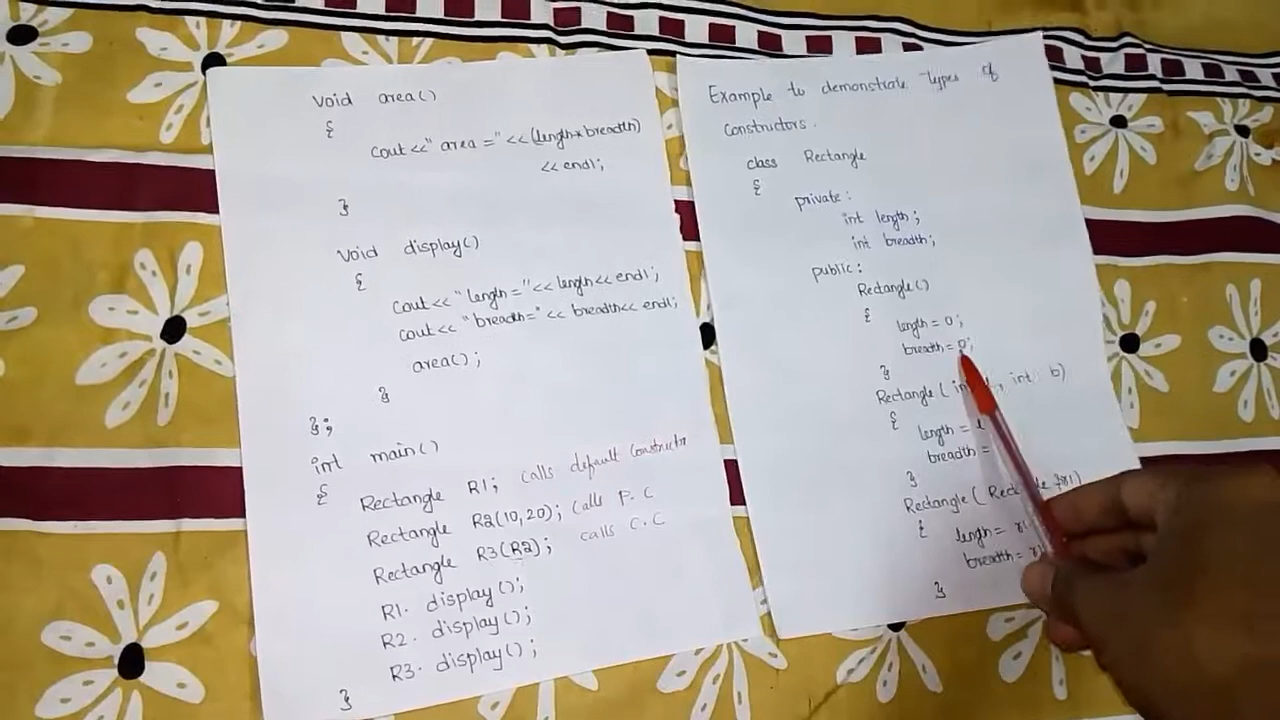 Example to demonstrate types of
constructors.
class Rectangle
{
private:
int length;
int breadth;
public:
Rectangle()
{
length = 0;
breadth = 0;
}
Rectangle( int , int b)
{
length = l
breadth =
}
Rectangle( r1)
{
length =
breadth =
}
void area()
{
cout<<"area ="<<(length*breadth)
<< endl;
}
void display()
{
cout<<"length="<<length<<endl;
cout<<"breadth="<< breadth<< endl;
area();
}
};
int main()
{
Rectangle R1; calls default constructor
Rectangle R2(10,20); calls P.C
Rectangle R3(R2); calls C.C
R1. display();
R2. display();
R3. display();
}